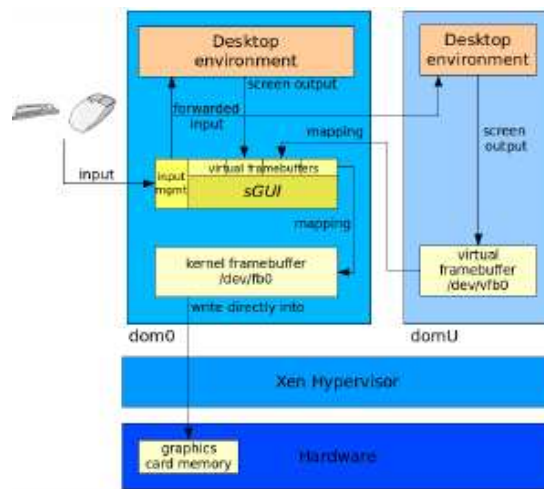 Desktop
environment
screen output
forwarded
input
input
input
mgmt
virtual framebuffers
sGUI
mapping
kernel framebuffer
/dev/fb0
write directly into
dom0
Desktop
environment
mapping
screen
output
virtual
framebuffer
/dev/vfb0
domU
Xen Hypervisor
graphics
card memory
Hardware